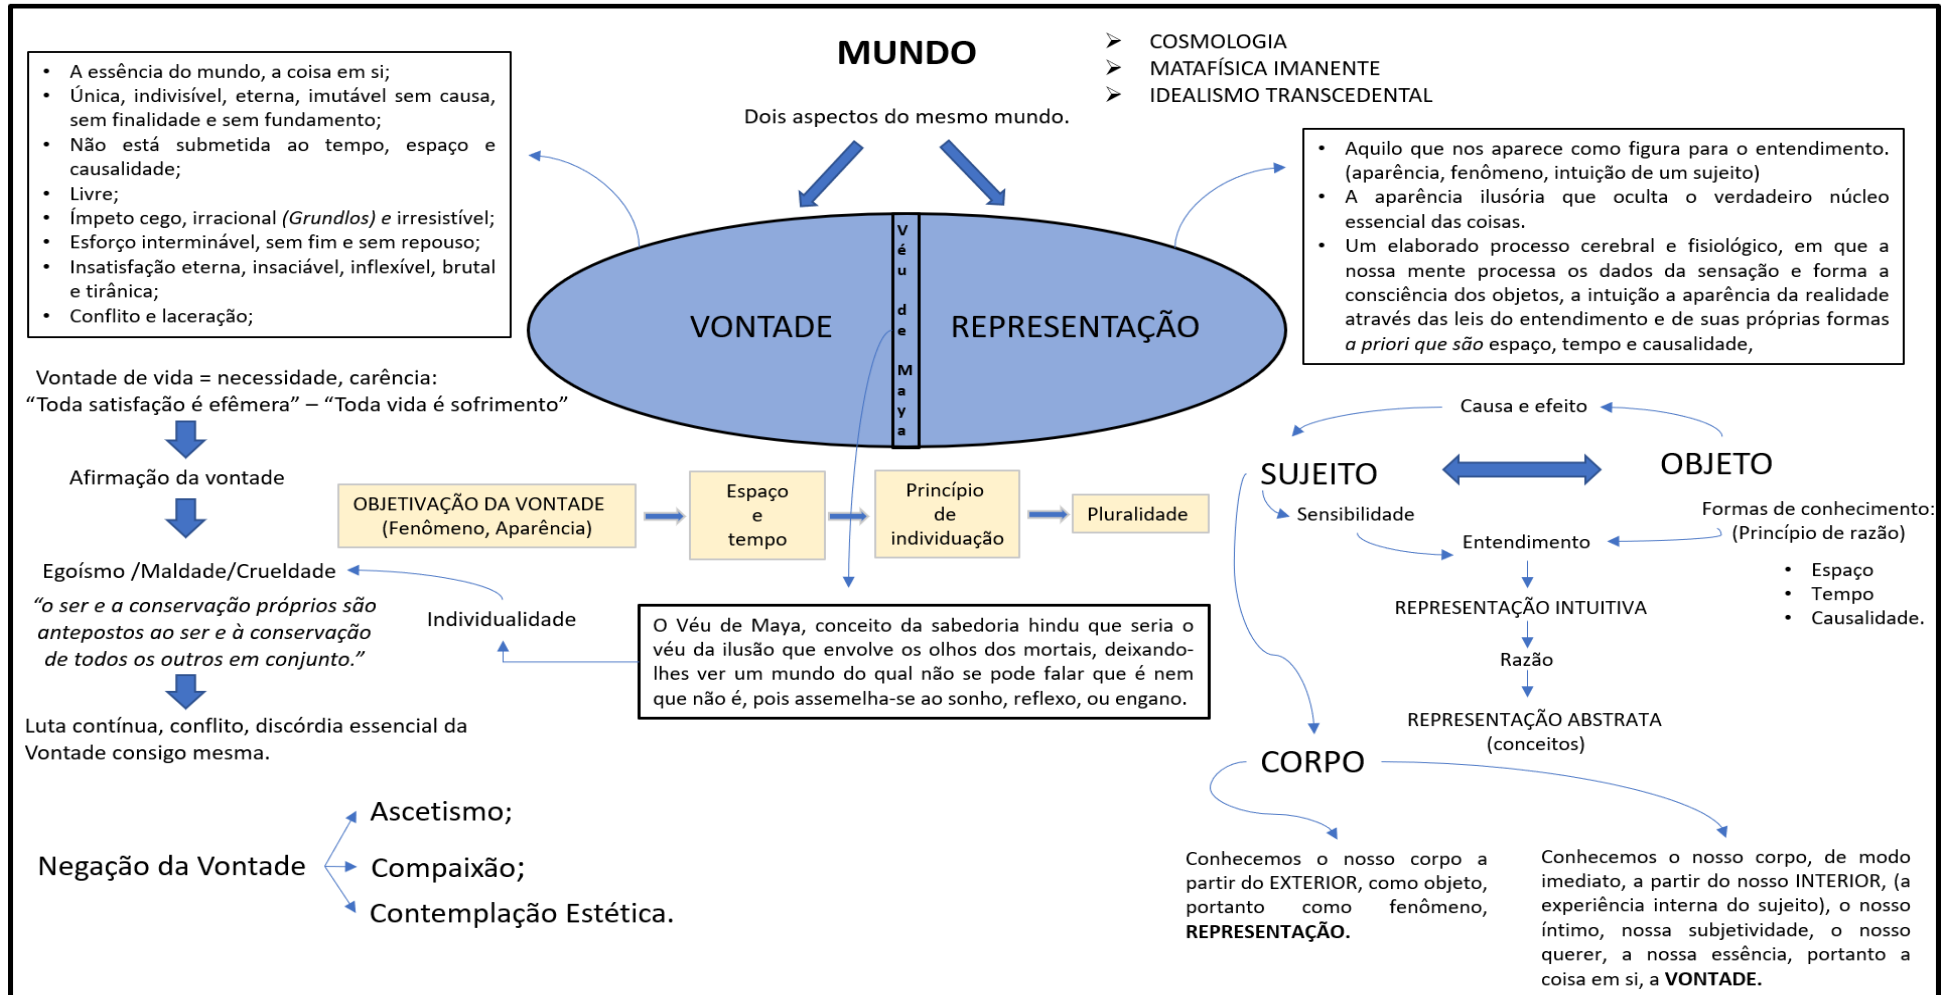 MUNDO
Dois aspectos do mesmo mundo.
➢ COSMOLOGIA
➢ MATAFÍSICA IMANENTE
➢ IDEALISMO TRANSCEDENTAL
• A essência do mundo, a coisa em si;
• Única, indivisível, eterna, imutável sem causa,
sem finalidade e sem fundamento;
• Não está submetida ao tempo, espaço e
causalidade;
• Livre;
• Ímpeto cego, irracional (Grundlos) e irresistível;
• Esforço interminável, sem fim e sem repouso;
• Insatisfação eterna, insaciável, inflexível, brutal
e tirânica;
• Conflito e laceração;
• Aquilo que nos aparece como figura para o entendimento.
(aparência, fenômeno, intuição de um sujeito)
• A aparência ilusória que oculta o verdadeiro núcleo
essencial das coisas.
• Um elaborado processo cerebral e fisiológico, em que a
nossa mente processa os dados da sensação e forma a
consciência dos objetos, a intuição a aparência da realidade
através das leis do entendimento e de suas próprias formas
a priori que são espaço, tempo e causalidade,
VONTADE
Véu de Maya
REPRESENTAÇÃO
Vontade de vida = necessidade, carência:
“Toda satisfação é efêmera” – “Toda vida é sofrimento”
Afirmação da vontade
Egoísmo /Maldade/Crueldade
“o ser e a conservação próprios são
antepostos ao ser e à conservação
de todos os outros em conjunto.”
Luta contínua, conflito, discórdia essencial da
Vontade consigo mesma.
Negação da Vontade
Ascetismo;
Compaixão;
Contemplação Estética.
OBJETIVAÇÃO DA VONTADE
(Fenômeno, Aparência)
Espaço
e
tempo
Princípio
de
individuação
Pluralidade
Individualidade
O Véu de Maya, conceito da sabedoria hindu que seria o
véu da ilusão que envolve os olhos dos mortais, deixando-
lhes ver um mundo do qual não se pode falar que é nem
que não é, pois assemelha-se ao sonho, reflexo, ou engano.
Causa e efeito
SUJEITO
OBJETO
Sensibilidade
Formas de conhecimento:
(Princípio de razão)
• Espaço
• Tempo
• Causalidade.
Entendimento
REPRESENTAÇÃO INTUITIVA
Razão
REPRESENTAÇÃO ABSTRATA
(conceitos)
CORPO
Conhecemos o nosso corpo a
partir do EXTERIOR, como objeto,
portanto como fenômeno,
REPRESENTAÇÃO.
Conhecemos o nosso corpo, de modo
imediato, a partir do nosso INTERIOR, (a
experiência interna do sujeito), o nosso
íntimo, nossa subjetividade, o nosso
querer, a nossa essência, portanto a
coisa em si, a VONTADE.